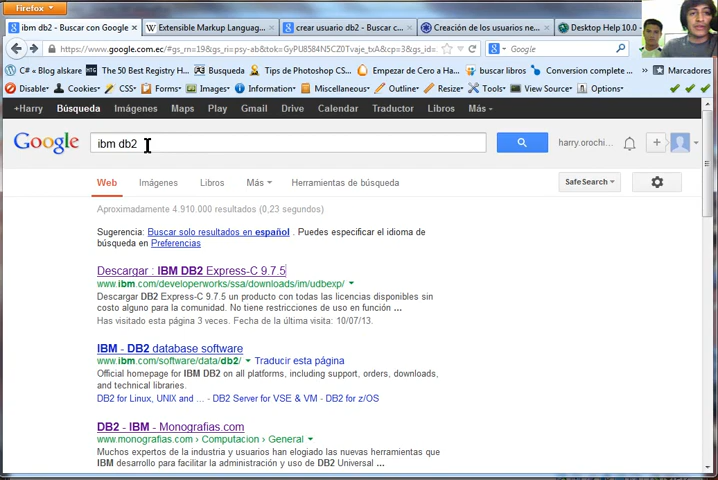 Firefox
ibm db2 - Buscar con Google
Extensible Markup Languag...
crear usuario db2 - Buscar c...
Creación de los usuarios ne...
Desktop Help 10.0
https://www.google.com.ec/#gs_rn=19&gs_ri=psy-ab&tok=GyPU8584N5CZ0Tvaje_txA&cp=3&gs_id=
Google
C# « Blog alskare
The 50 Best Registry H...
Busqueda
Tips de Photoshop CS...
Empezar de Cero a Ha...
buscar libros
Conversion complete ...
Marcadores
Disable
Cookies
CSS
Forms
Images
Information
Miscellaneous
Outline
Resize
Tools
View Source
Options
+Harry
Búsqueda
Imágenes
Maps
Play
Gmail
Drive
Calendar
Traductor
Libros
Más
Google
ibm db2
harry.orochi...
Web
Imágenes
Libros
Más
Herramientas de búsqueda
SafeSearch
Aproximadamente 4.910.000 resultados (0,23 segundos)
Sugerencia: Buscar solo resultados en español . Puedes especificar el idioma de
búsqueda en Preferencias
Descargar : IBM DB2 Express-C 9.7.5
www.ibm.com/developerworks/ssa/downloads/im/udbexp/
Descargar DB2 Express-C 9.7.5 un producto con todas las licencias disponibles sin
costo alguno para la comunidad. No tiene restricciones de uso en función ...
Has visitado esta página 3 veces. Fecha de la última visita: 10/07/13.
IBM - DB2 database software
www.ibm.com/software/data/db2/ Traducir esta página
Official homepage for IBM DB2 on all platforms, including support, orders, downloads,
and technical libraries.
DB2 for Linux, UNIX and ... - DB2 Server for VSE & VM - DB2 for z/OS
DB2 - IBM - Monografias.com
www.monografias.com › Computacion › General
Muchos expertos de la industria y usuarios han elogiado las nuevas herramientas que
IBM desarrollo para facilitar la administración y uso de DB2 Universal ...